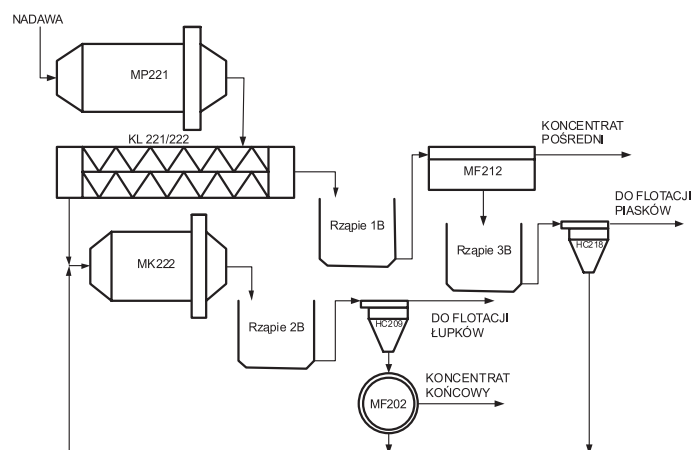 NADAWA
MP221
KL 221/222
KONCENTRAT
POŚREDNI
MF212
DO FLOTACJI
PIASKÓW
Rząpie 1B
Rząpie 3B
HC218
MK222
Rząpie 2B
HC209
DO FLOTACJI
ŁUPKÓW
MF202
KONCENTRAT
KOŃCOWY